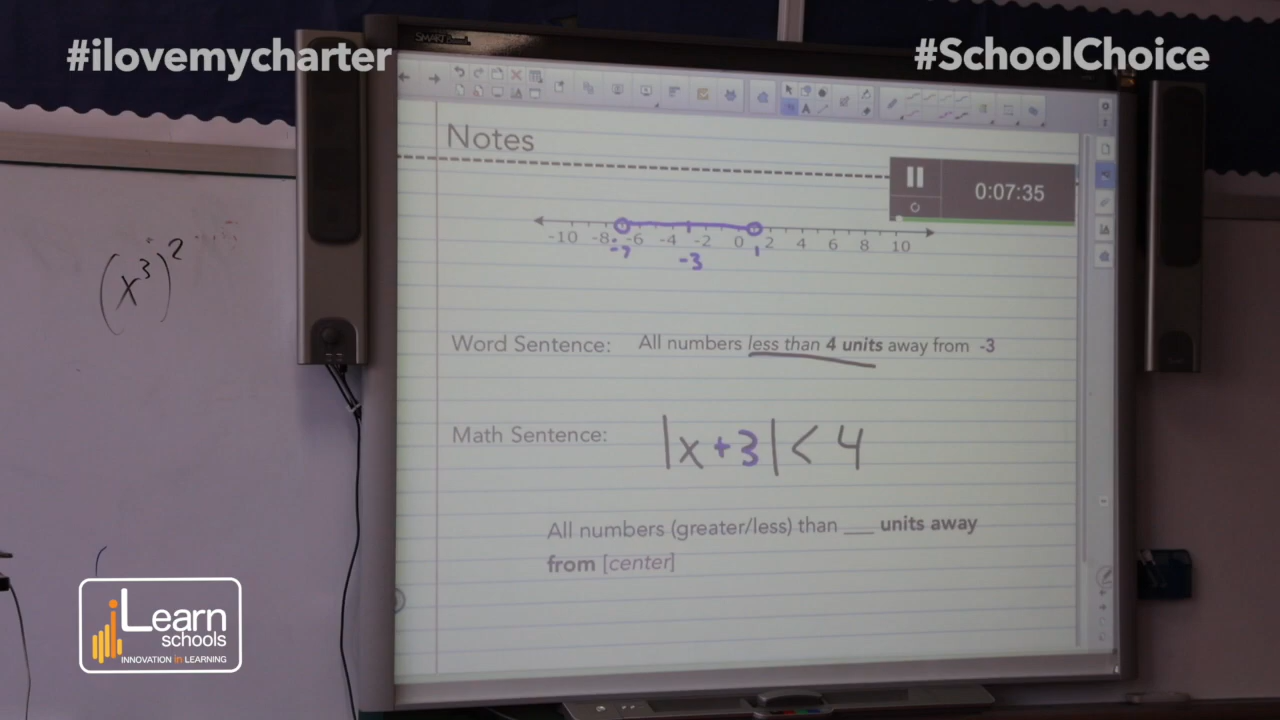 #ilovemycharter
#SchoolChoice
SMART
Notes
0:07:35
-10 -8 -6 -4 -2 0 2 4 6 8 10
-7 -3 1
(x³)²
Word Sentence: All numbers less than 4 units away from -3
Math Sentence: |x+3| < 4
All numbers (greater/less) than ___ units away
from [center]
iLearn
schools
INNOVATION in LEARNING